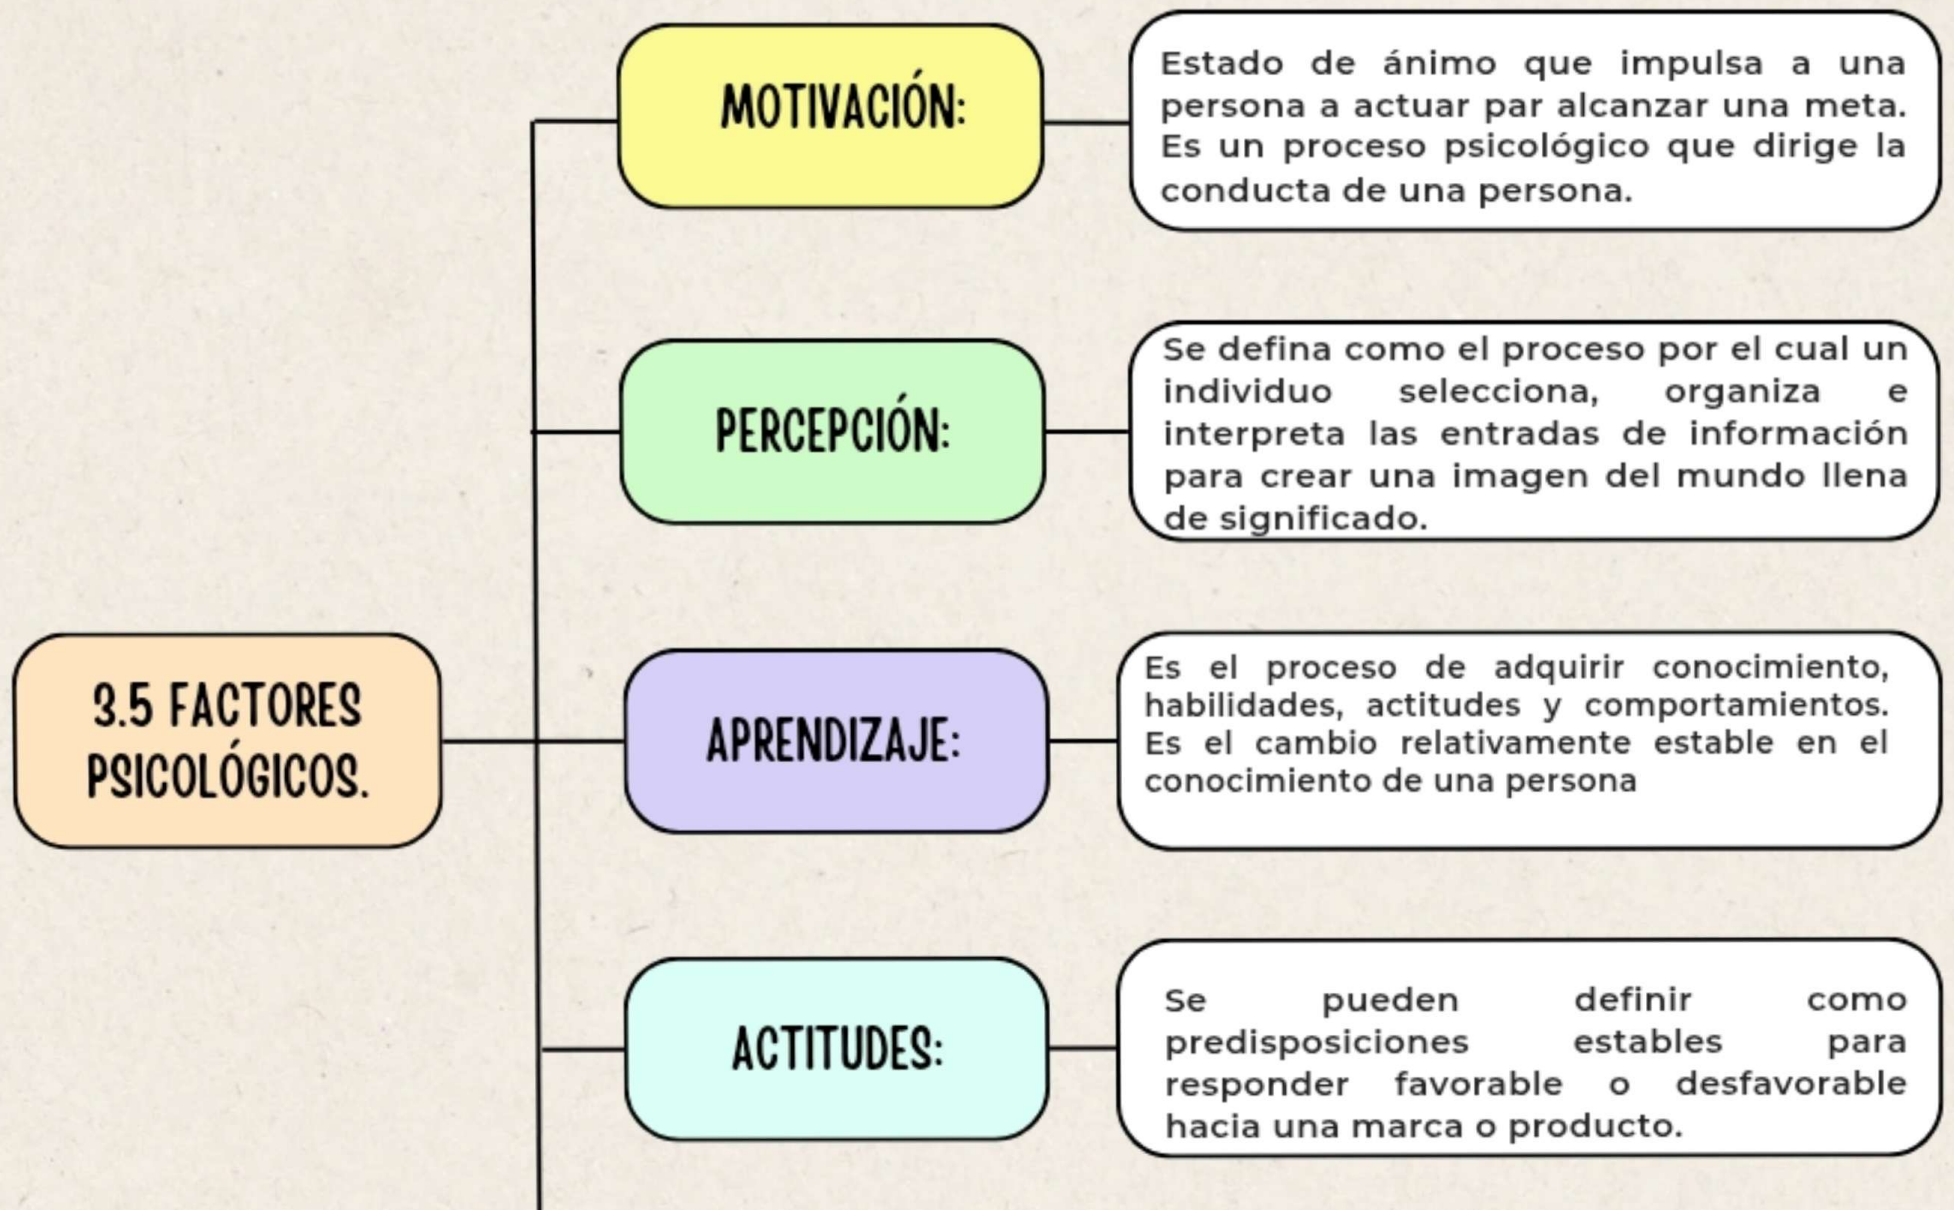 MOTIVACIÓN:
Estado de ánimo que impulsa a una
persona a actuar par alcanzar una meta.
Es un proceso psicológico que dirige la
conducta de una persona.
PERCEPCIÓN:
Se defina como el proceso por el cual un
individuo selecciona, organiza e
interpreta las entradas de información
para crear una imagen del mundo llena
de significado.
3.5 FACTORES
PSICOLÓGICOS.
APRENDIZAJE:
Es el proceso de adquirir conocimiento,
habilidades, actitudes y comportamientos.
Es el cambio relativamente estable en el
conocimiento de una persona
ACTITUDES:
Se pueden definir como
predisposiciones estables para
responder favorable o desfavorable
hacia una marca o producto.